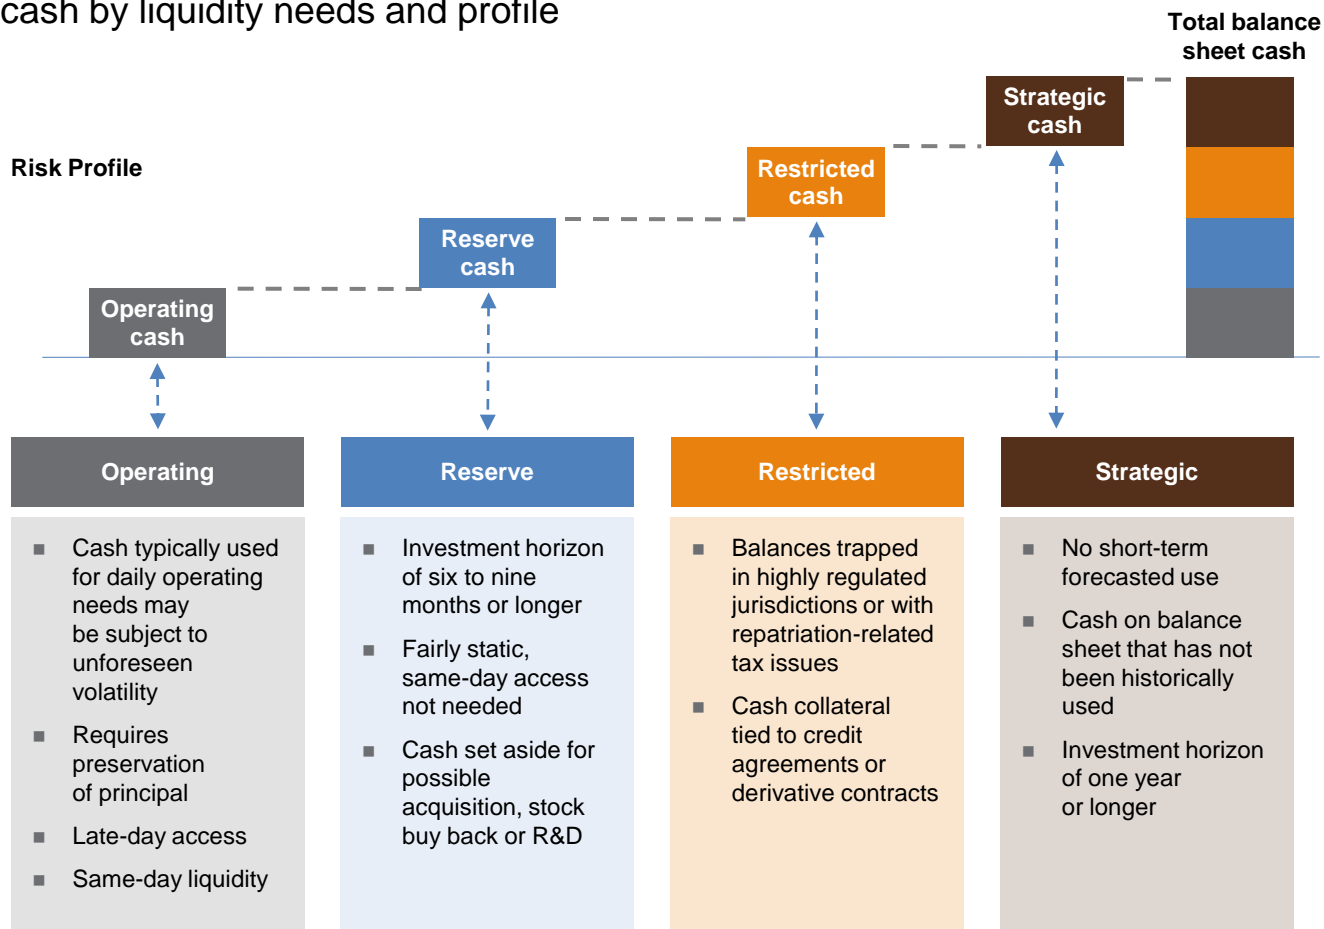 cash by liquidity needs and profile
Total balance
sheet cash
Strategic
cash
Risk Profile
Restricted
cash
Reserve
cash
Operating
cash
Operating
Cash typically used
for daily operating
needs may
be subject to
unforeseen
volatility
Requires
preservation
of principal
Late-day access
Same-day liquidity
Reserve
Investment horizon
of six to nine
months or longer
Fairly static,
same-day access
not needed
Cash set aside for
possible
acquisition, stock
buy back or R&D
Restricted
Balances trapped
in highly regulated
jurisdictions or with
repatriation-related
tax issues
Cash collateral
tied to credit
agreements or
derivative contracts
Strategic
No short-term
forecasted use
Cash on balance
sheet that has not
been historically
used
Investment horizon
of one year
or longer